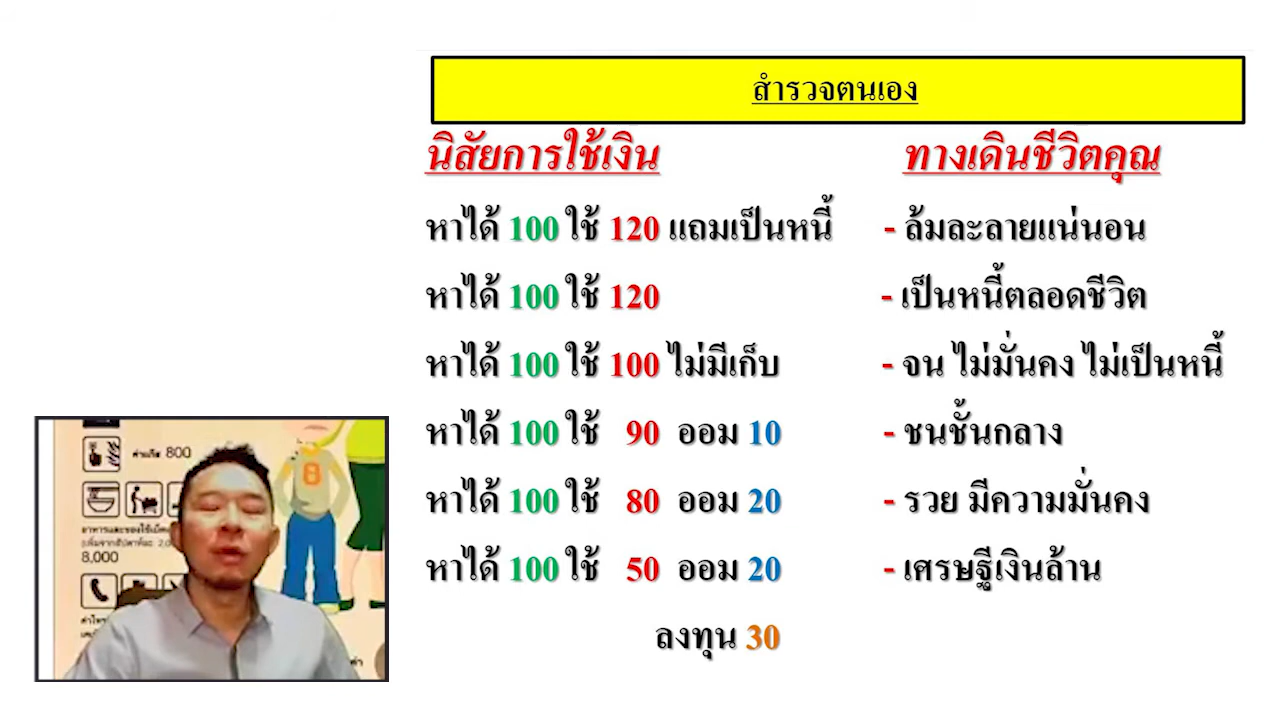 สำรวจตนเอง
นิสัยการใช้เงิน ทางเดินชีวิตคุณ
หาได้ 100 ใช้ 120 แถมเป็นหนี้ - ล้มละลายแน่นอน
หาได้ 100 ใช้ 120 - เป็นหนี้ตลอดชีวิต
หาได้ 100 ใช้ 100 ไม่มีเก็บ - จน ไม่มั่นคง ไม่เป็นหนี้
หาได้ 100 ใช้ 90 ออม 10 - ชนชั้นกลาง
หาได้ 100 ใช้ 80 ออม 20 - รวย มีความมั่นคง
หาได้ 100 ใช้ 50 ออม 20 - เศรษฐีเงินล้าน
ลงทุน 30
800
8
8,000